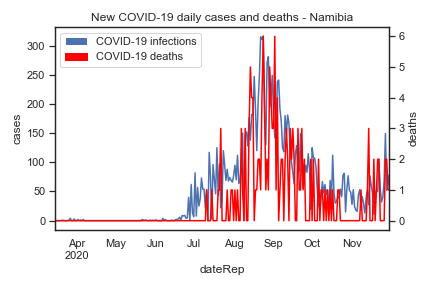 New COVID-19 daily cases and deaths - Namibia
COVID-19 infections
COVID-19 deaths
300
250
200
150
100
50
0
cases
6
5
4
3
2
1
0
deaths
Apr
2020
May
Jun
Jul
Aug
Sep
Oct
Nov
dateRep